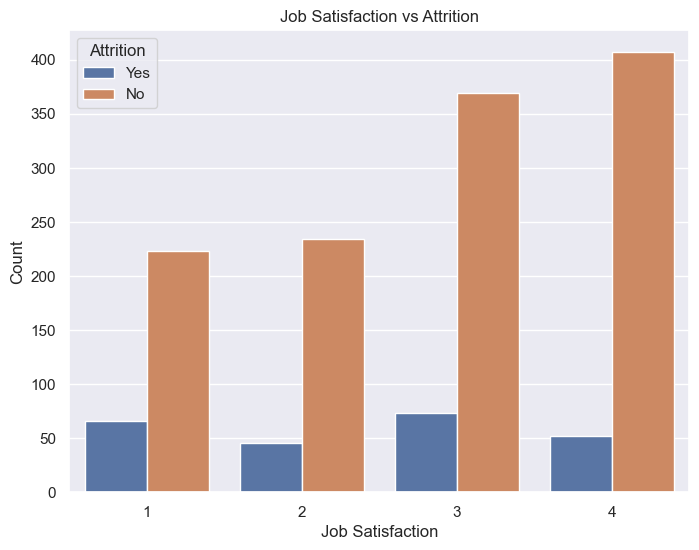 Job Satisfaction vs Attrition
Attrition
Yes
No
400
350
300
250
200
150
100
50
0
Count
1 2 3 4
Job Satisfaction